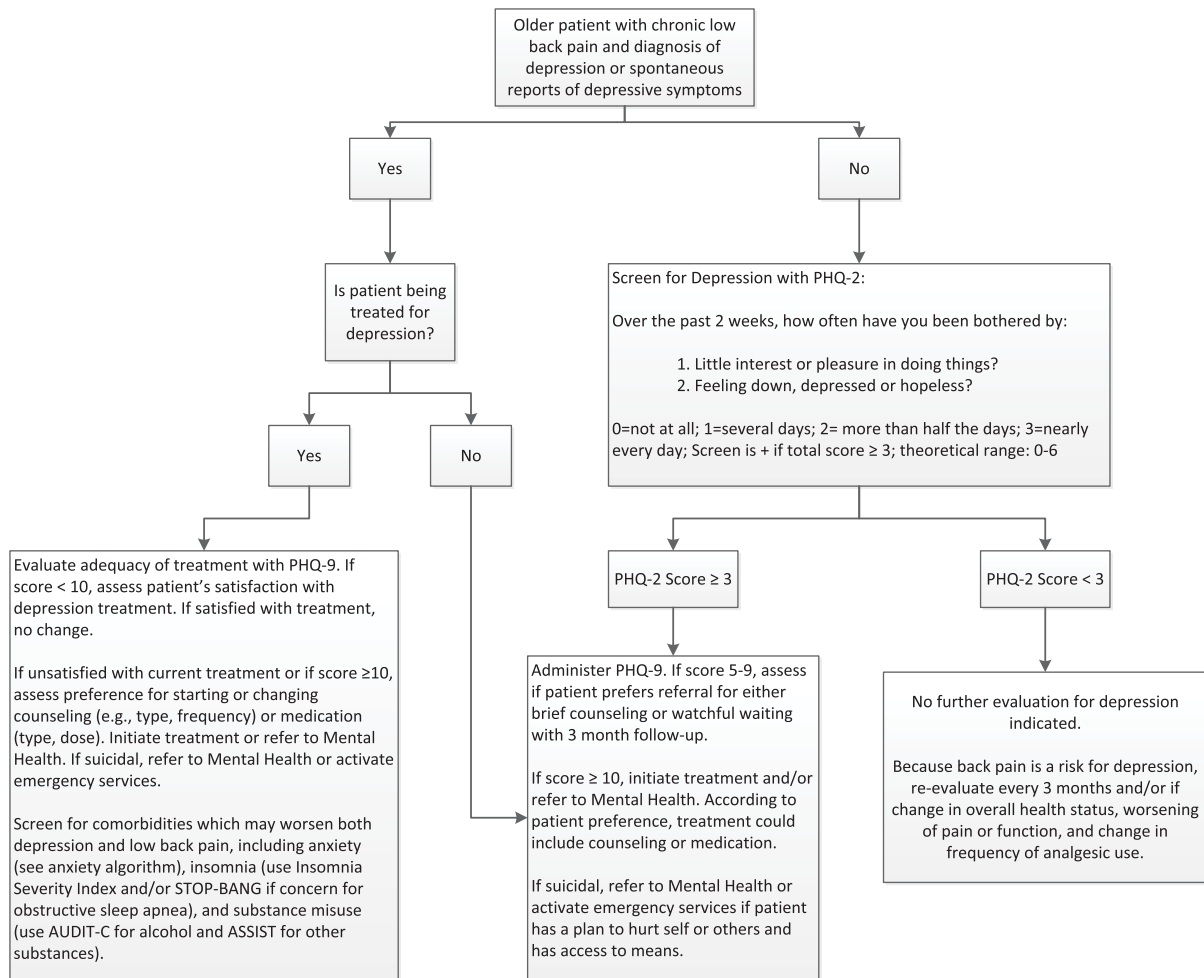 Older patient with chronic low
back pain and diagnosis of
depression or spontaneous
reports of depressive symptoms
Yes
No
Is patient being
treated for
depression?
Screen for Depression with PHQ-2:
Over the past 2 weeks, how often have you been bothered by:
1. Little interest or pleasure in doing things?
2. Feeling down, depressed or hopeless?
0=not at all; 1=several days; 2= more than half the days; 3=nearly
every day; Screen is + if total score ≥ 3; theoretical range: 0-6
Yes
No
PHQ-2 Score ≥ 3
PHQ-2 Score < 3
Evaluate adequacy of treatment with PHQ-9. If
score < 10, assess patient's satisfaction with
depression treatment. If satisfied with treatment,
no change.
If unsatisfied with current treatment or if score ≥10,
assess preference for starting or changing
counseling (e.g., type, frequency) or medication
(type, dose). Initiate treatment or refer to Mental
Health. If suicidal, refer to Mental Health or activate
emergency services.
Screen for comorbidities which may worsen both
depression and low back pain, including anxiety
(see anxiety algorithm), insomnia (use Insomnia
Severity Index and/or STOP-BANG if concern for
obstructive sleep apnea), and substance misuse
(use AUDIT-C for alcohol and ASSIST for other
substances).
Administer PHQ-9. If score 5-9, assess
if patient prefers referral for either
brief counseling or watchful waiting
with 3 month follow-up.
If score ≥ 10, initiate treatment and/or
refer to Mental Health. According to
patient preference, treatment could
include counseling or medication.
If suicidal, refer to Mental Health or
activate emergency services if patient
has a plan to hurt self or others and
has access to means.
No further evaluation for depression
indicated.
Because back pain is a risk for depression,
re-evaluate every 3 months and/or if
change in overall health status, worsening
of pain or function, and change in
frequency of analgesic use.